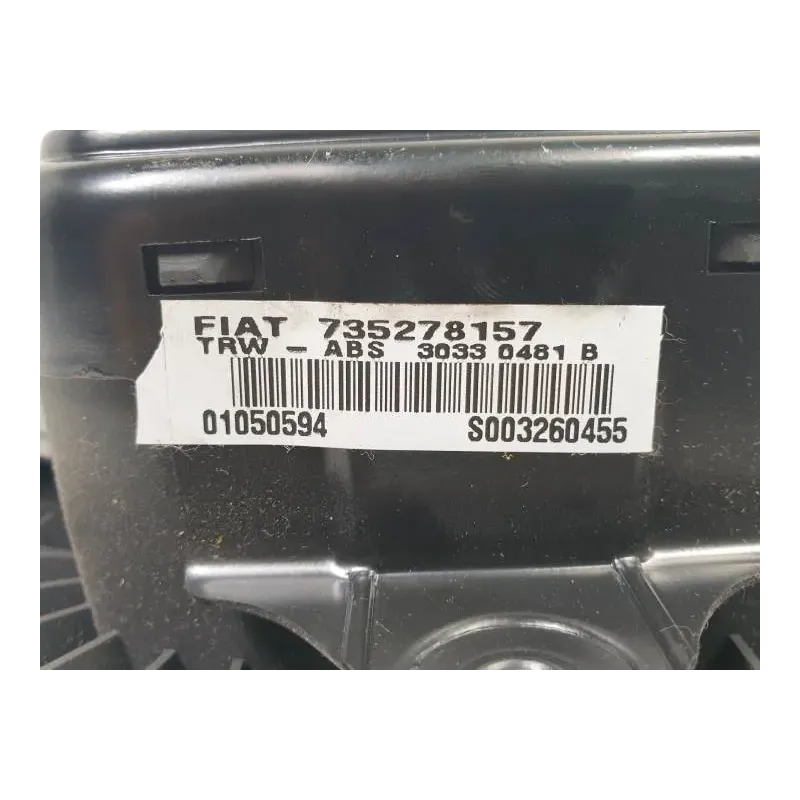 FIAT 735278157
TRW - ABS 3033 0481 B
01050594 S003260455